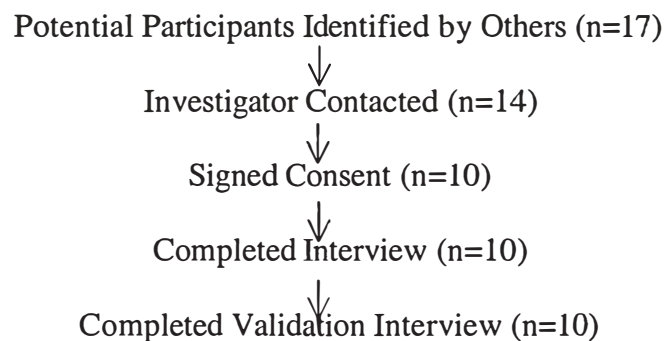 Potential Participants Identified by Others (n=17)
Investigator Contacted (n=14)
Signed Consent (n=10)
Completed Interview (n=10)
Completed Validation Interview (n=10)